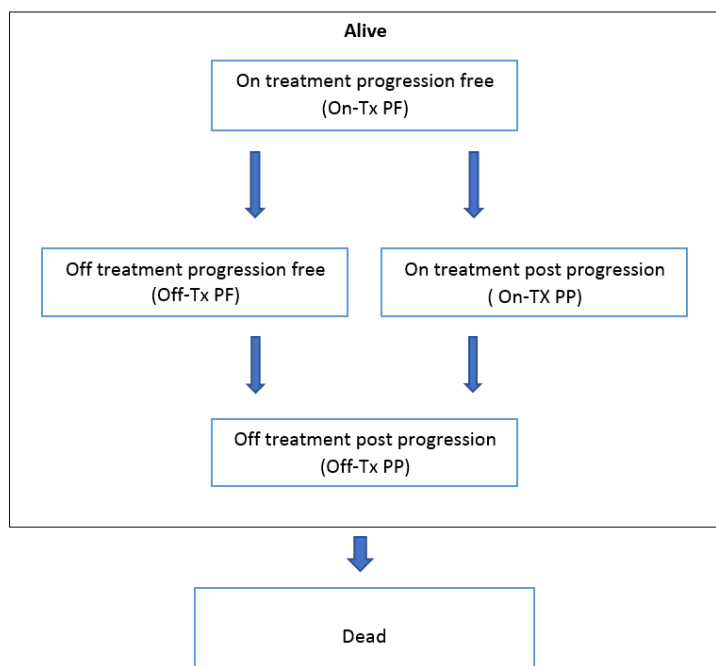 Alive
On treatment progression free
(On-Tx PF)
Off treatment progression free
(Off-Tx PF)
On treatment post progression
( On-TX PP)
Off treatment post progression
(Off-Tx PP)
Dead